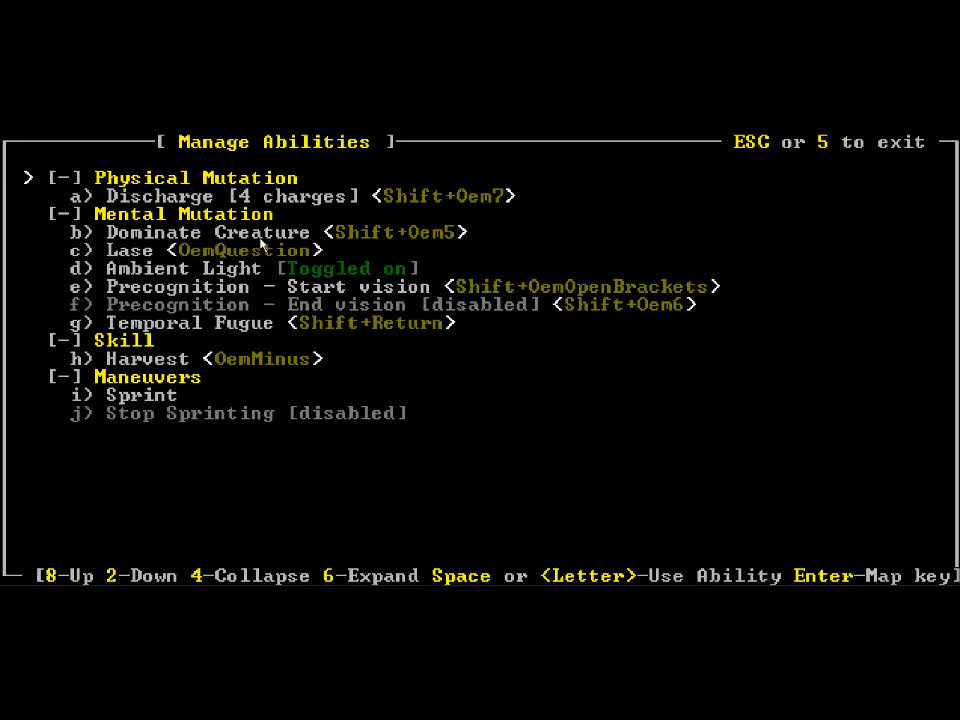 [ Manage Abilities ] ESC or 5 to exit
> [-] Physical Mutation
a) Discharge [4 charges] <Shift+Oem7>
[-] Mental Mutation
b) Dominate Creature <Shift+Oem5>
c) Lase <OemQuestion>
d) Ambient Light [Toggled on]
e) Precognition - Start vision <Shift+OemOpenBrackets>
f) Precognition - End vision [disabled] <Shift+Oem6>
g) Temporal Fugue <Shift+Return>
[-] Skill
h) Harvest <OemMinus>
[-] Maneuvers
i) Sprint
j) Stop Sprinting [disabled]
[8-Up 2-Down 4-Collapse 6-Expand Space or <Letter>-Use Ability Enter-Map key]